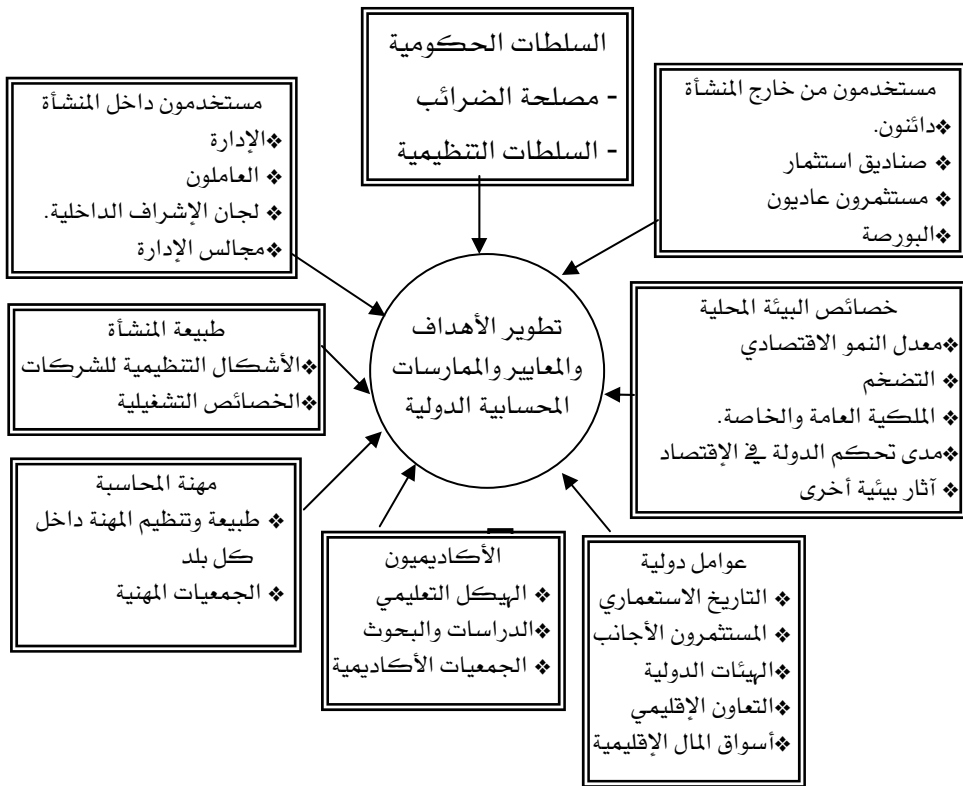 السلطات الحكومية
- مصلحة الضرائب
- السلطات التنظيمية
مستخدمون من خارج المنشأة
❖دائنون.
❖ صناديق استثمار
❖مستثمرون عاديون
❖البورصة
مستخدمون داخل المنشأة
❖الإدارة
❖العاملون
❖ لجان الإشراف الداخلية.
❖مجالس الإدارة
خصائص البيئة المحلية
❖معدل النمو الاقتصادي
❖ التضخم
❖ الملكية العامة والخاصة.
❖مدى تحكم الدولة في الإقتصاد
❖ آثار بيئية أخرى
تطوير الأهداف
والمعايير والممارسات
المحسابية الدولية
طبيعة المنشأة
❖الأشكال التنظيمية للشركات
❖الخصائص التشغيلية
مهنة المحاسبة
❖ طبيعة وتنظيم المهنة داخل
كل بلد
❖ الجمعيات المهنية
الأكاديميون
❖ الهيكل التعليمي
❖الدراسات والبحوث
❖ الجمعيات الأكاديمية
عوامل دولية
❖ التاريخ الاستعماري
❖ المستثمرون الأجانب
❖الهيئات الدولية
❖التعاون الإقليمي
❖أسواق المال الإقليمية